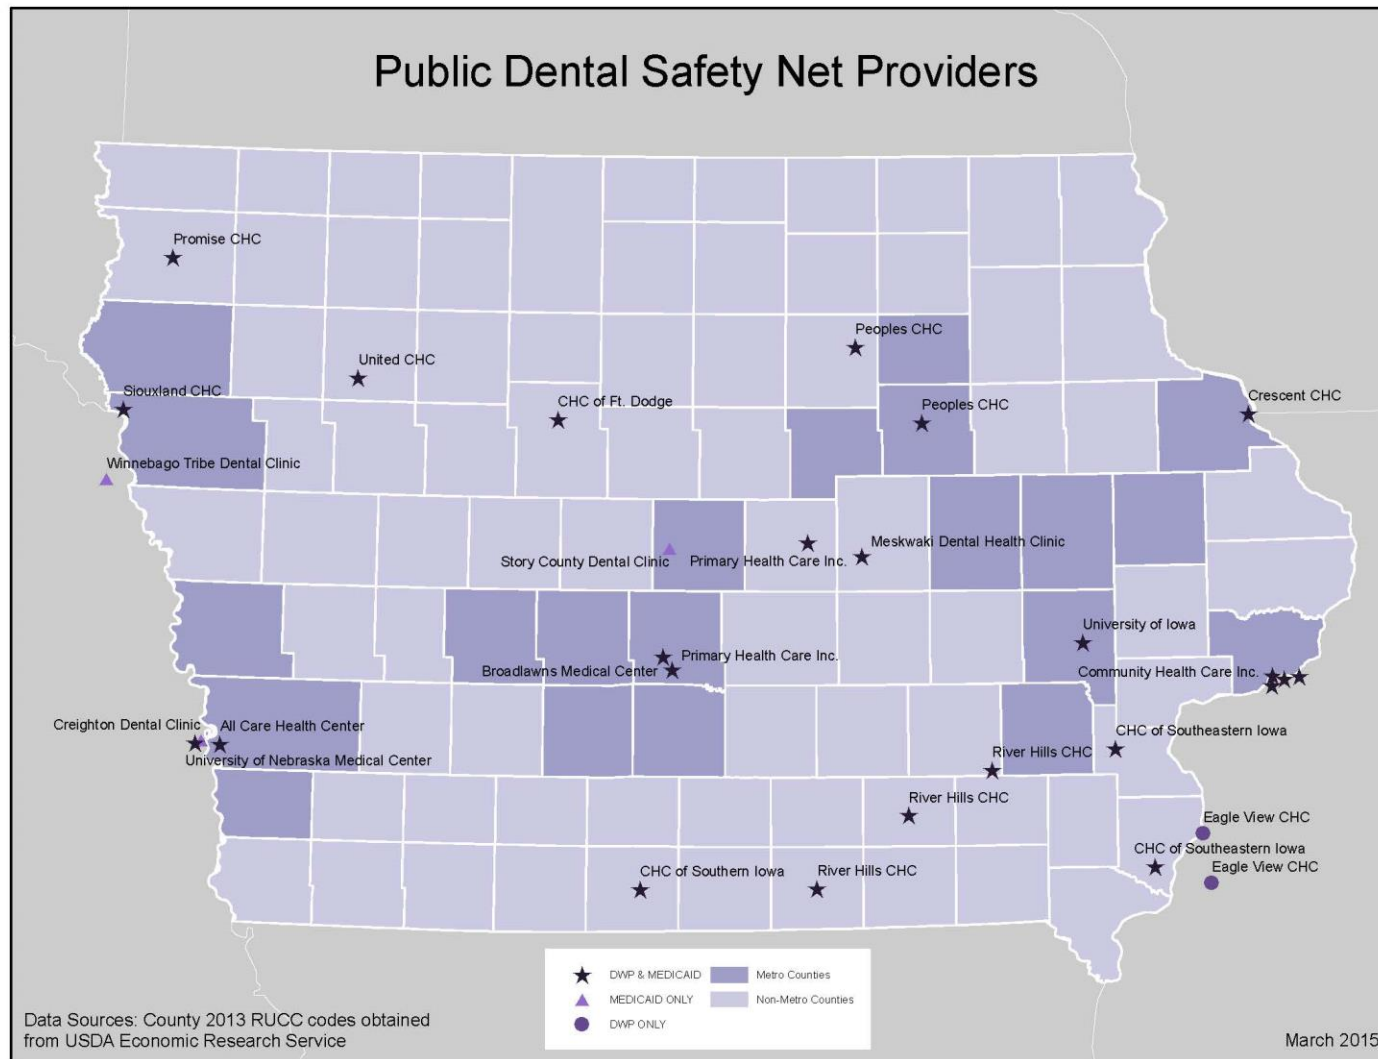 Public Dental Safety Net Providers
Promise CHC
Peoples CHC
United CHC
Siouxland CHC
CHC of Ft. Dodge
Peoples CHC
Crescent CHC
Winnebago Tribe Dental Clinic
Meskwaki Dental Health Clinic
Story County Dental Clinic
Primary Health Care Inc.
University of Iowa
Primary Health Care Inc.
Broadlawns Medical Center
Community Health Care Inc.
Creighton Dental Clinic
All Care Health Center
CHC of Southeastern Iowa
University of Nebraska Medical Center
River Hills CHC
River Hills CHC
Eagle View CHC
CHC of Southeastern Iowa
Eagle View CHC
CHC of Southern Iowa
River Hills CHC
DWP & MEDICAID
Metro Counties
MEDICAID ONLY
Non-Metro Counties
DWP ONLY
Data Sources: County 2013 RUCC codes obtained
from USDA Economic Research Service
March 2015